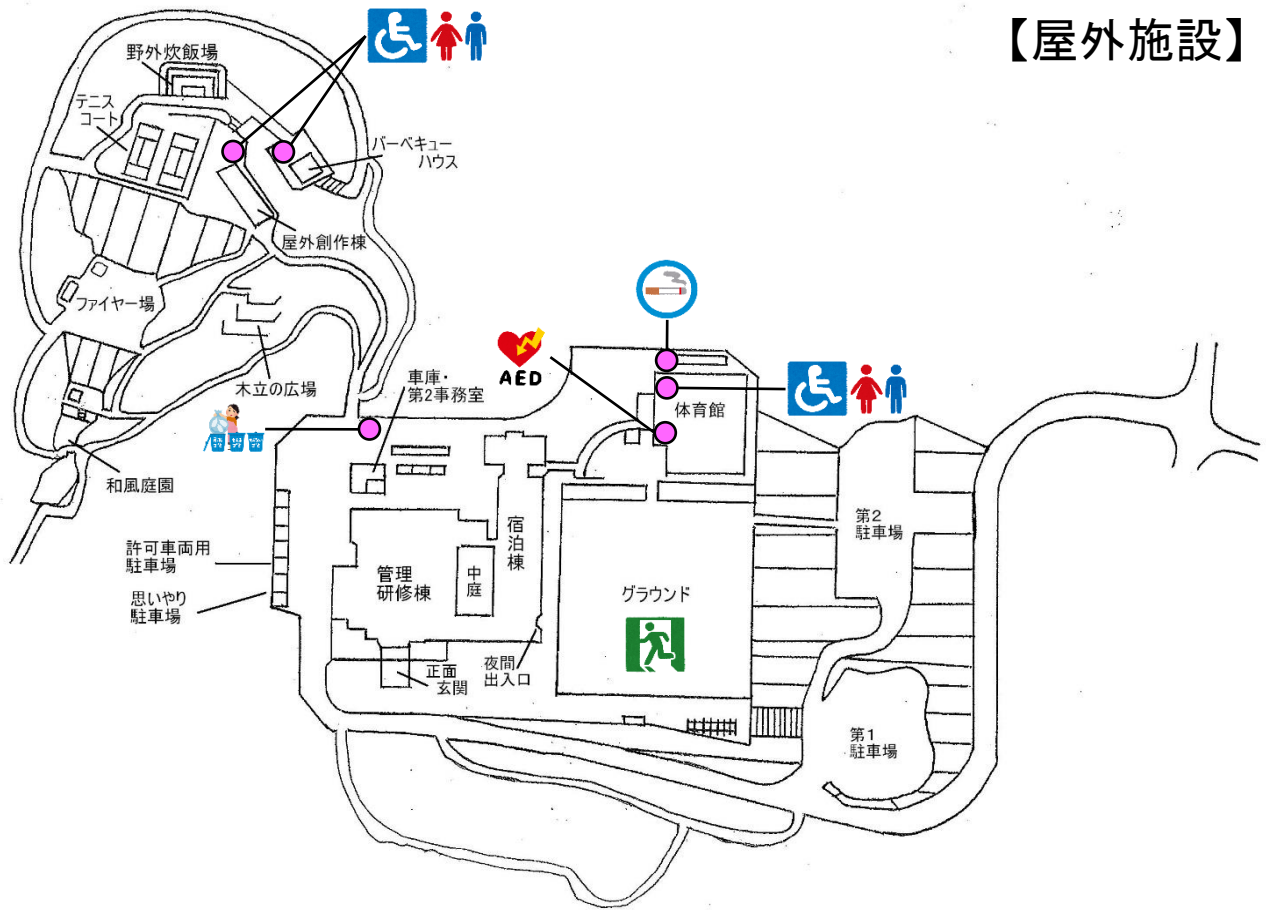 【屋外施設】
野外炊飯場
テニス
コート
バーベキュー
ハウス
屋外創作棟
ファイヤー場
木立の広場
車庫・
第2事務室
AED
体育館
和風庭園
許可車両用
駐車場
思いやり
駐車場
管理
研修棟
中庭
宿泊棟
グラウンド
第2
駐車場
正面
玄関
夜間
出入口
第1
駐車場